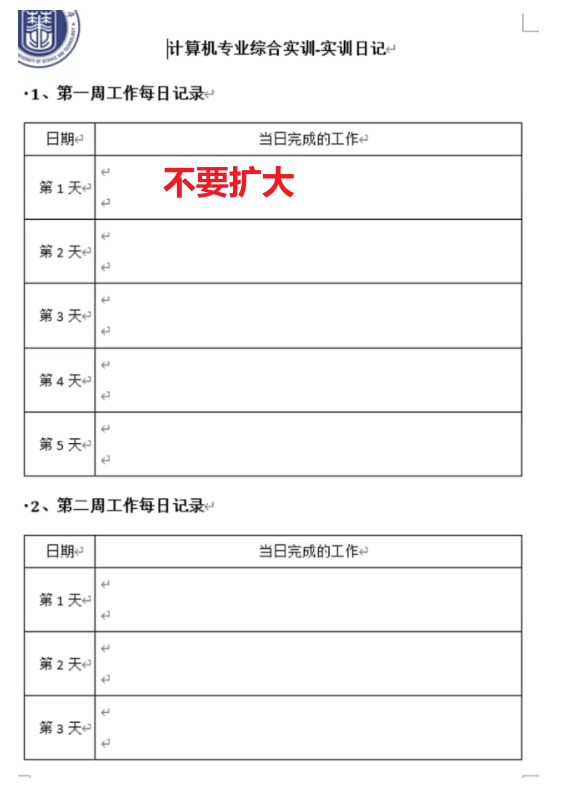 计算机专业综合实训-实训日记
1、第一周工作每日记录
日期 当日完成的工作
第 1 天 不要扩大
第 2 天
第 3 天
第 4 天
第 5 天
2、第二周工作每日记录
日期 当日完成的工作
第 1 天
第 2 天
第 3 天